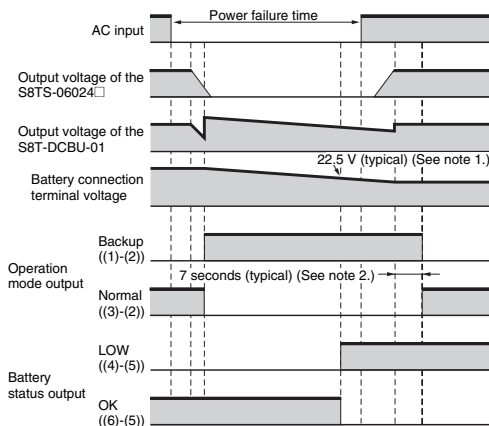 Power failure time
AC input
Output voltage of the
S8TS-06024□
Output voltage of the
S8T-DCBU-01
22.5 V (typical) (See note 1.)
Battery connection
terminal voltage
Backup
((1)-(2))
Operation
mode output
7 seconds (typical) (See note 2.)
Normal
((3)-(2))
LOW
((4)-(5))
Battery
status output
OK
((6)-(5))